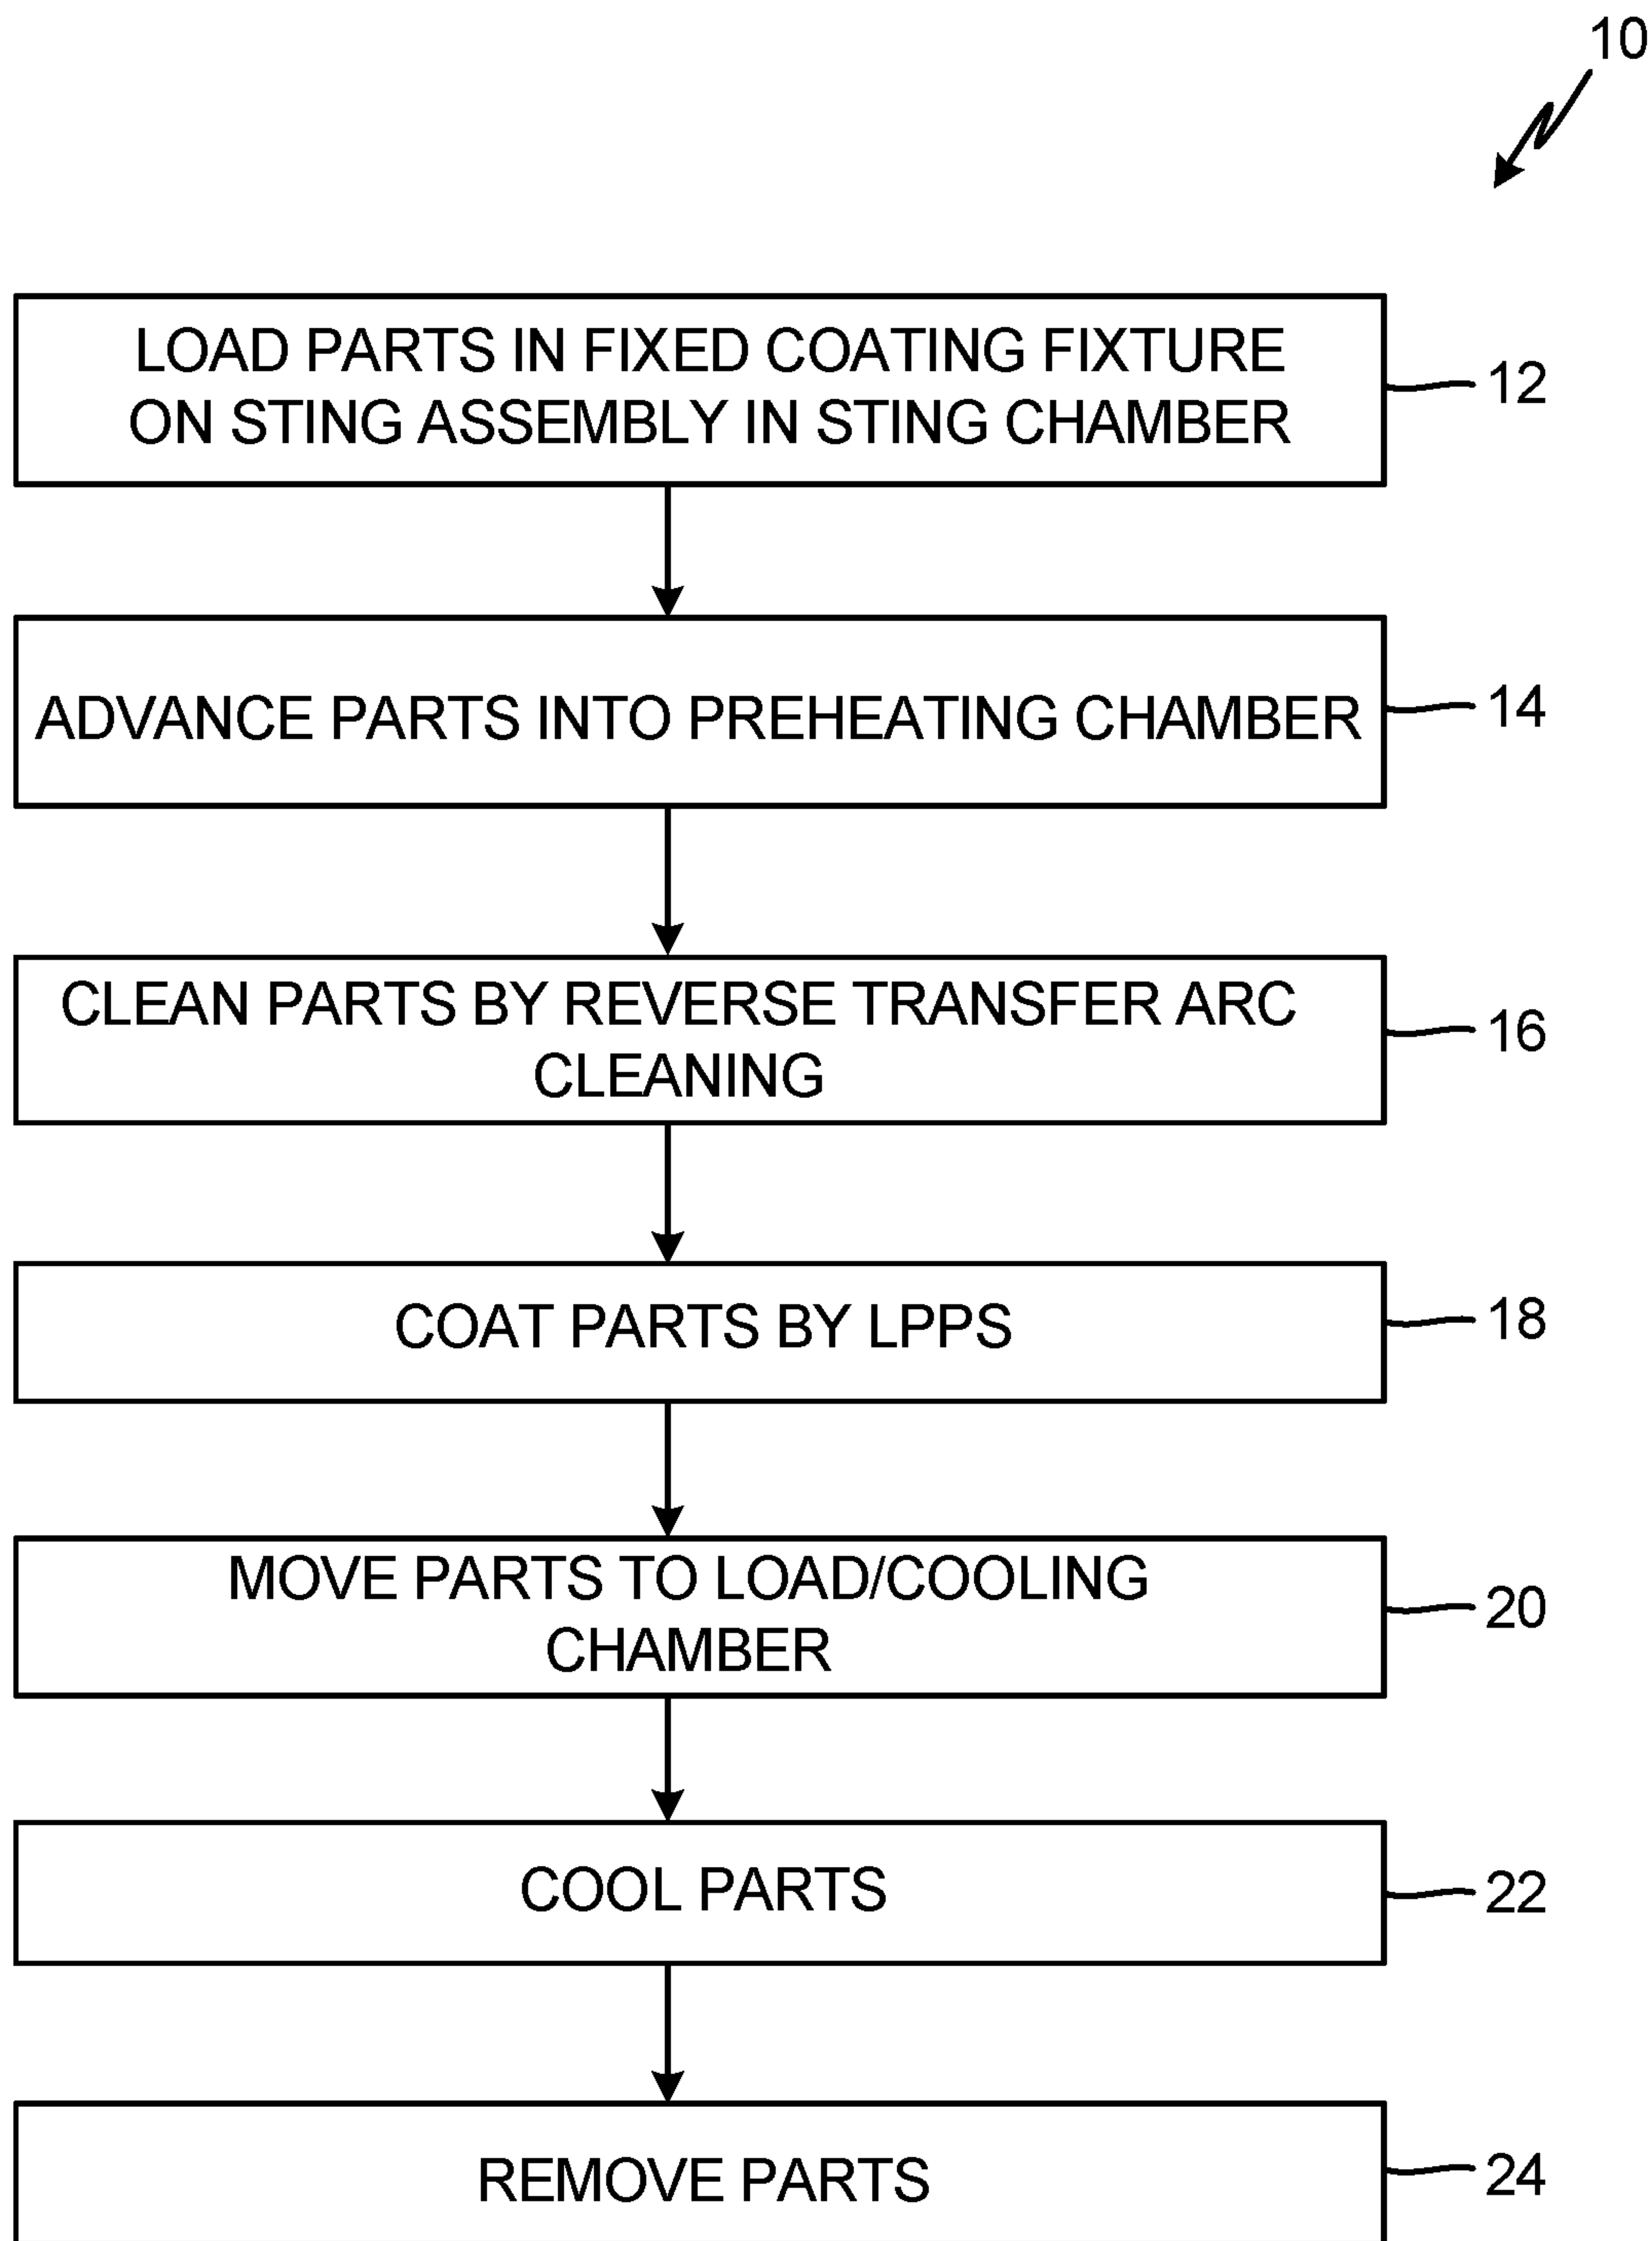 10
LOAD PARTS IN FIXED COATING FIXTURE
ON STING ASSEMBLY IN STING CHAMBER
12
ADVANCE PARTS INTO PREHEATING CHAMBER
14
CLEAN PARTS BY REVERSE TRANSFER ARC
CLEANING
16
COAT PARTS BY LPPS
18
MOVE PARTS TO LOAD/COOLING
CHAMBER
20
COOL PARTS
22
REMOVE PARTS
24